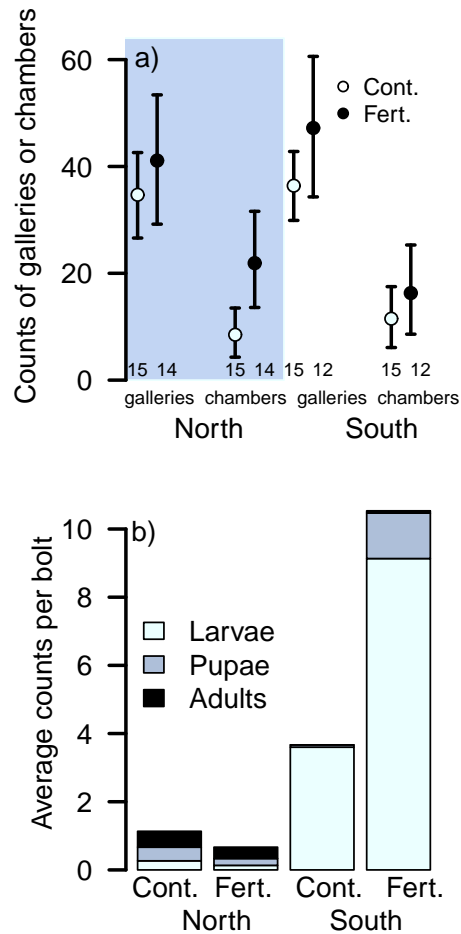 a)
Counts of galleries or chambers
60
40
20
0
Cont.
Fert.
15 14 15 14 15 12 15 12
galleries chambers galleries chambers
North South
b)
Average counts per bolt
10
8
6
4
2
0
Larvae
Pupae
Adults
Cont. Fert. Cont. Fert.
North South